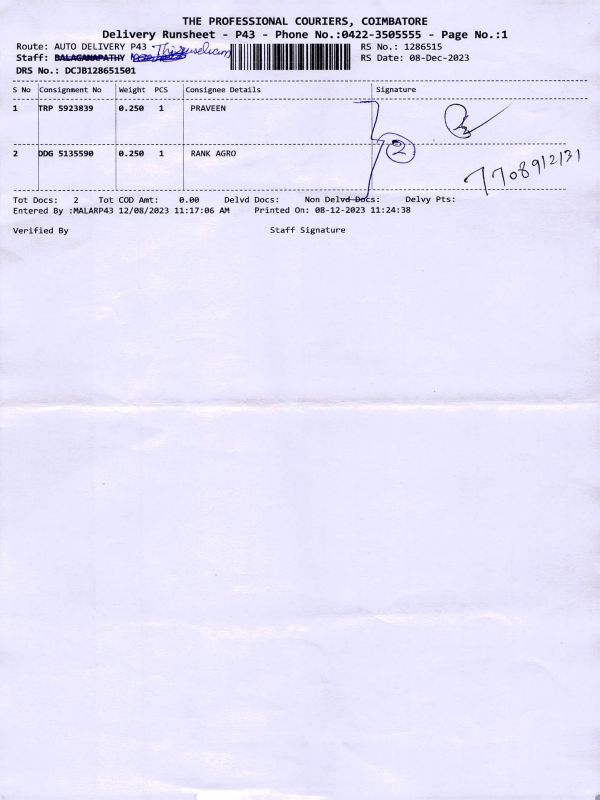 THE PROFESSIONAL COURIERS, COIMBATORE
Delivery Runsheet - P43 - Phone No.:0422-3505555 - Page No.:1
Route: AUTO DELIVERY P43 RS No.: 1286515
Staff: BALAGANAPATHY RS Date: 08-Dec-2023
DRS No.: DCJB128651501
S No Consignment No Weight PCS Consignee Details Signature
1 TRP 5923839 0.250 1 PRAVEEN
2
2 DDG 5135590 0.250 1 RANK AGRO
7708912131
Tot Docs: 2 Tot COD Amt: 0.00 Delvd Docs: Non Delvd Docs: Delvy Pts:
Entered By :MALARP43 12/08/2023 11:17:06 AM Printed On: 08-12-2023 11:24:38
Verified By Staff Signature